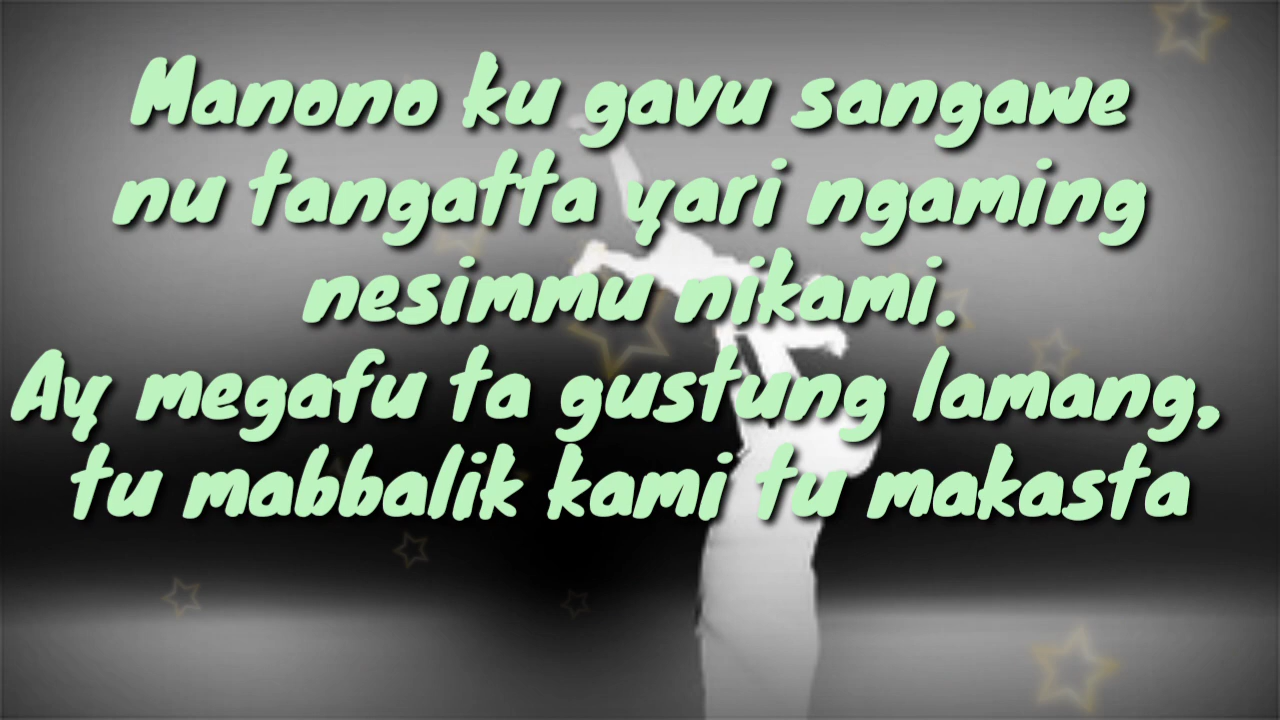 Manono ku gavu sangawe
nu tangatta yari ngaming
nesimmu nikami.
Ay megafu ta gustung lamang,
tu mabbalik kami tu makasta